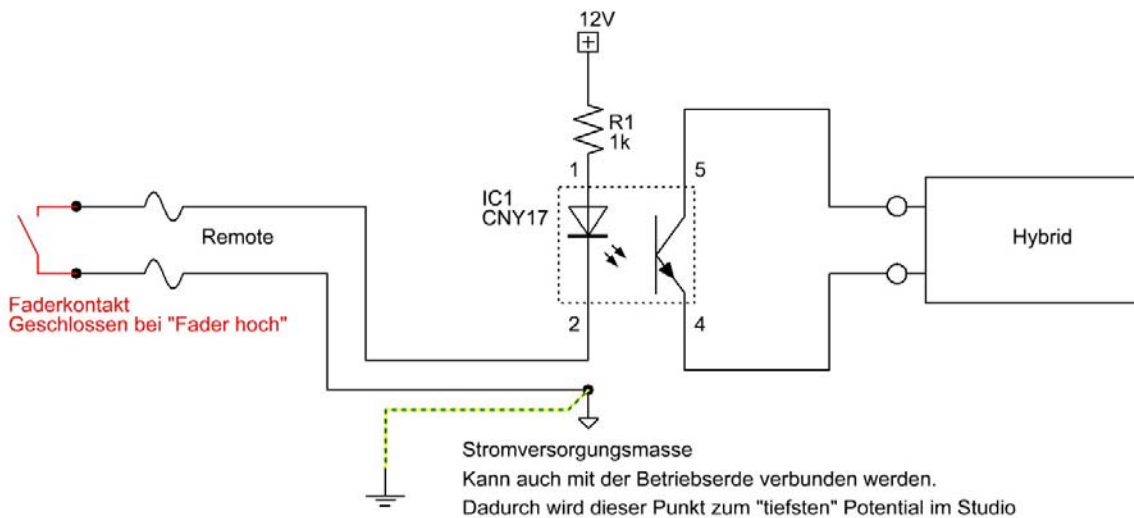 12V
R1
1k
1
5
IC1
CNY17
Remote
Hybrid
Faderkontakt
Geschlossen bei "Fader hoch"
2
4
Stromversorgungsmasse
Kann auch mit der Betriebserde verbunden werden.
Dadurch wird dieser Punkt zum "tiefsten" Potential im Studio